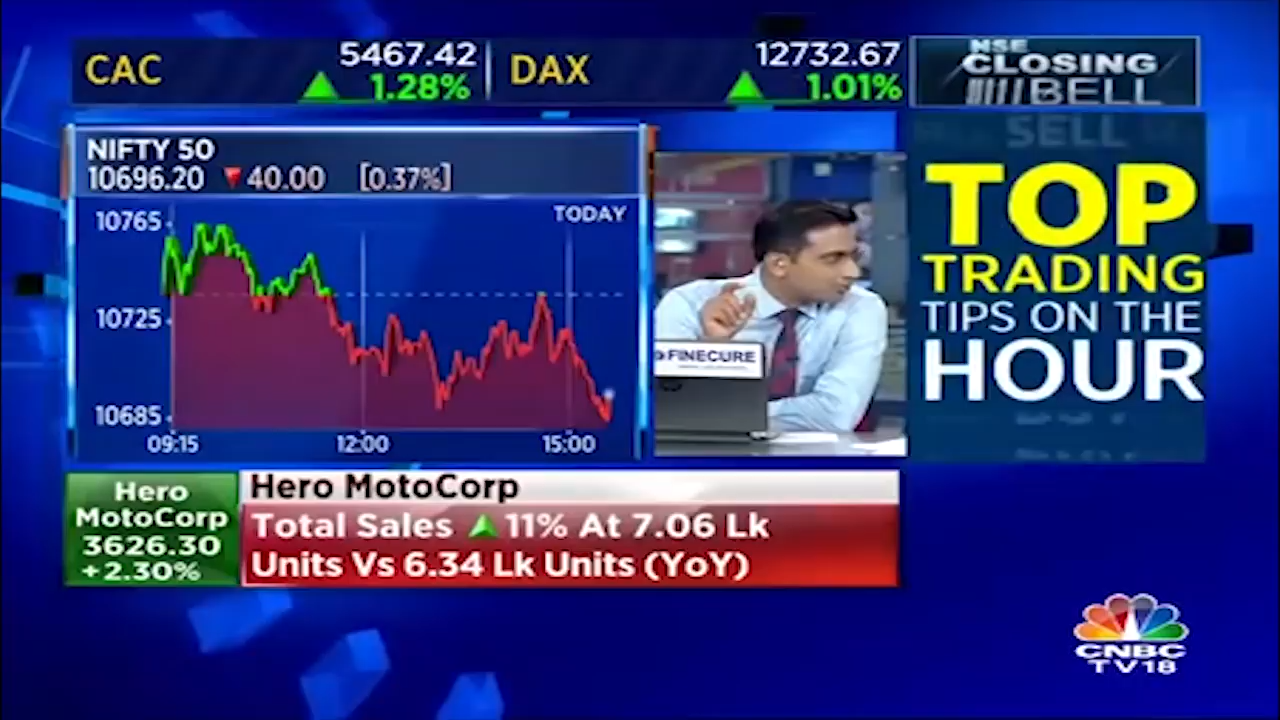 CAC
5467.42
1.28%
DAX
12732.67
1.01%
NSE
CLOSING
BELL
NIFTY 50
10696.20 ▼ 40.00 [0.37%]
TODAY
10765
10725
10685
09:15 12:00 15:00
FINECURE
SELL
TOP
TRADING
TIPS ON THE
HOUR
Hero
MotoCorp
3626.30
+2.30%
Hero MotoCorp
Total Sales ▲ 11% At 7.06 Lk
Units Vs 6.34 Lk Units (YoY)
CNBC
TV18